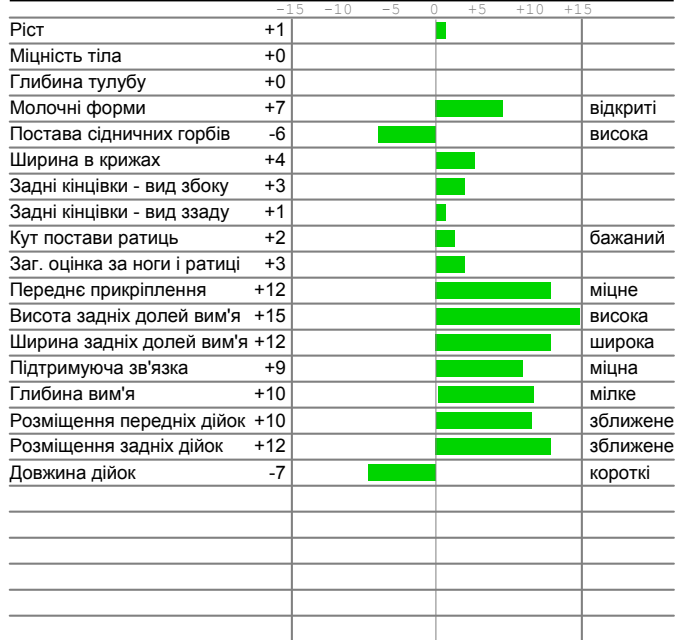 -15 -10 -5 0 +5 +10 +15
Ріст +1
Міцність тіла +0
Глибина тулубу +0
Молочні форми +7 відкриті
Постава сідничних горбів -6 висока
Ширина в крижах +4
Задні кінцівки - вид збоку +3
Задні кінцівки - вид ззаду +1
Кут постави ратиць +2 бажаний
Заг. оцінка за ноги і ратиці +3
Переднє прикріплення +12 міцне
Висота задніх долей вим'я +15 висока
Ширина задніх долей вим'я +12 широка
Підтримуюча зв'язка +9 міцна
Глибина вим'я +10 мілке
Розміщення передніх дійок +10 зближене
Розміщення задніх дійок +12 зближене
Довжина дійок -7 короткі